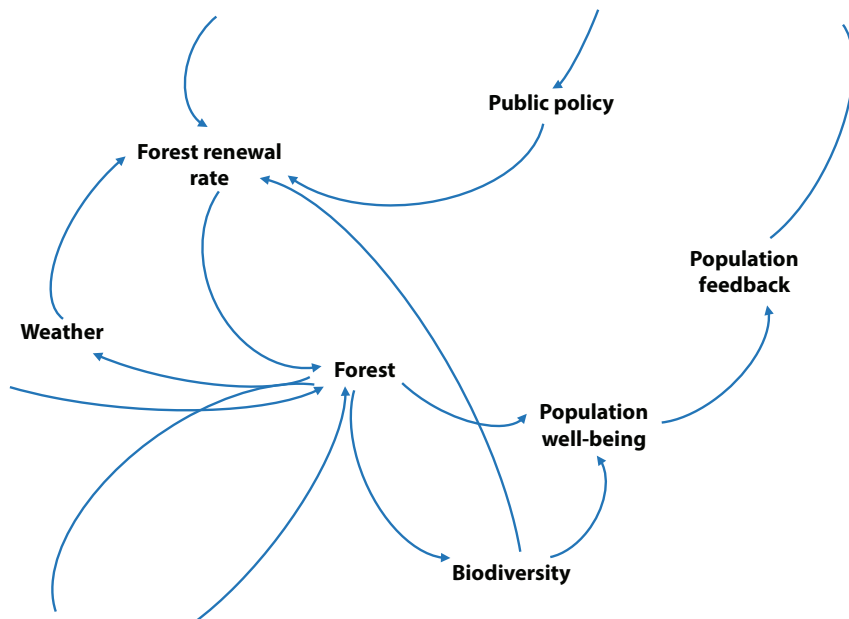 Public policy
Forest renewal
rate
Population
feedback
Weather
Forest
Population
well-being
Biodiversity